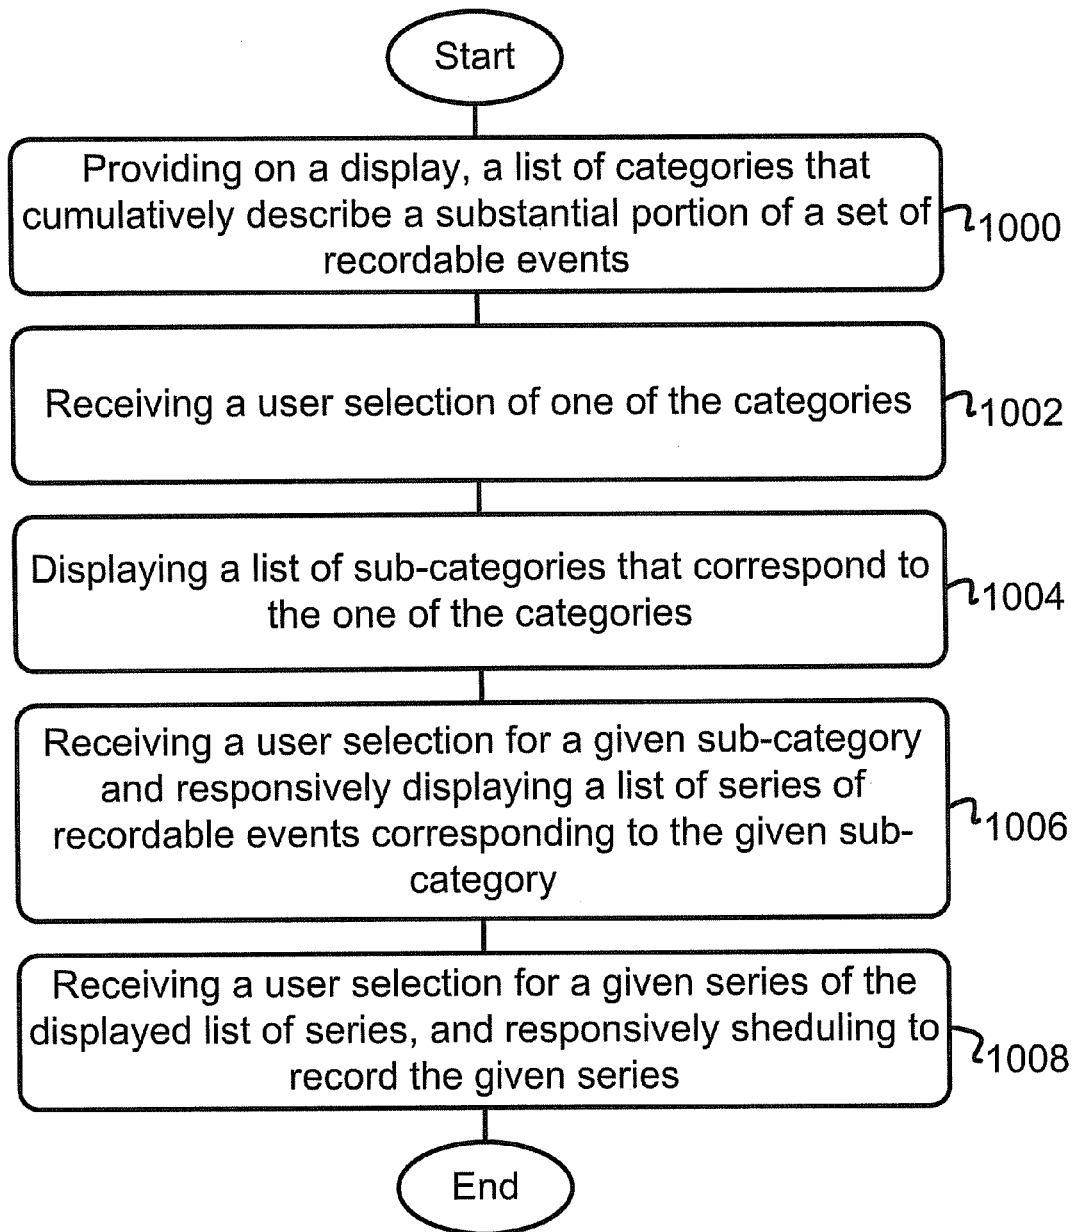 Start
Providing on a display, a list of categories that
cumulatively describe a substantial portion of a set of
recordable events
1000
Receiving a user selection of one of the categories
1002
Displaying a list of sub-categories that correspond to
the one of the categories
1004
Receiving a user selection for a given sub-category
and responsively displaying a list of series of
recordable events corresponding to the given sub-
category
1006
Receiving a user selection for a given series of the
displayed list of series, and responsively sheduling to
record the given series
1008
End